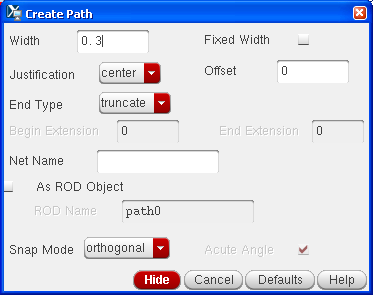 Create Path
Width 0.3 Fixed Width
Justification center Offset 0
End Type truncate
Begin Extension 0 End Extension 0
Net Name
As ROD Object
ROD Name path0
Snap Mode orthogonal Acute Angle
Hide Cancel Defaults Help